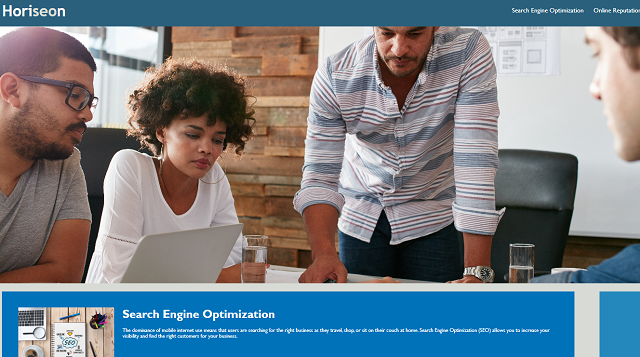 Horiseon
Search Engine Optimization
Online Reputation
SEO
Search Engine Optimization
The dominance of mobile internet use means that users are searching for the right business as they travel, shop, or sit on their couch at home. Search Engine Optimization (SEO) allows you to increase your
visibility and find the right customers for your business.